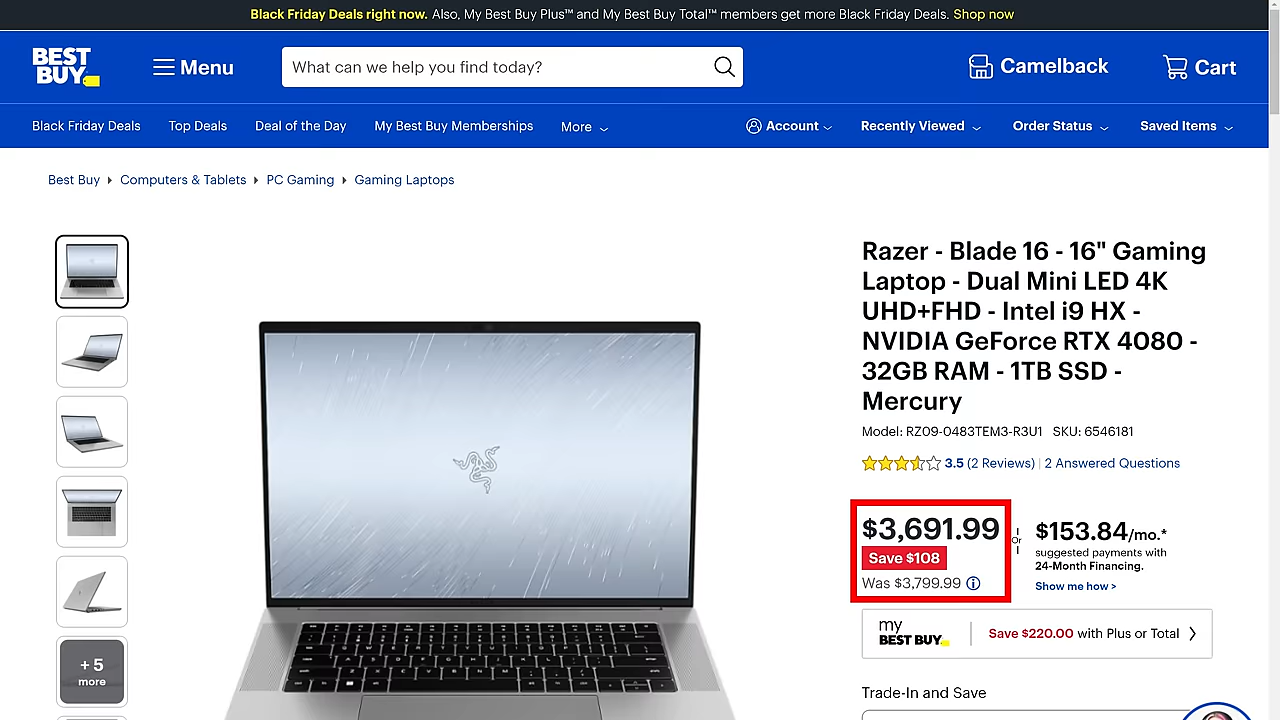 Black Friday Deals right now. Also, My Best Buy Plus™ and My Best Buy Total™ members get more Black Friday Deals. Shop now
BEST
BUY
Menu
What can we help you find today?
Camelback
Cart
Black Friday Deals
Top Deals
Deal of the Day
My Best Buy Memberships
More
Account
Recently Viewed
Order Status
Saved Items
Best Buy
Computers & Tablets
PC Gaming
Gaming Laptops
Razer - Blade 16 - 16" Gaming
Laptop - Dual Mini LED 4K
UHD+FHD - Intel i9 HX -
NVIDIA GeForce RTX 4080 -
32GB RAM - 1TB SSD -
Mercury
Model: RZ09-0483TEM3-R3U1 SKU: 6546181
3.5 (2 Reviews) | 2 Answered Questions
$3,691.99
Save $108
Was $3,799.99
Or
$153.84/mo.*
suggested payments with
24-Month Financing.
Show me how >
my
BEST BUY
Save $220.00 with Plus or Total
+ 5
more
Trade-In and Save